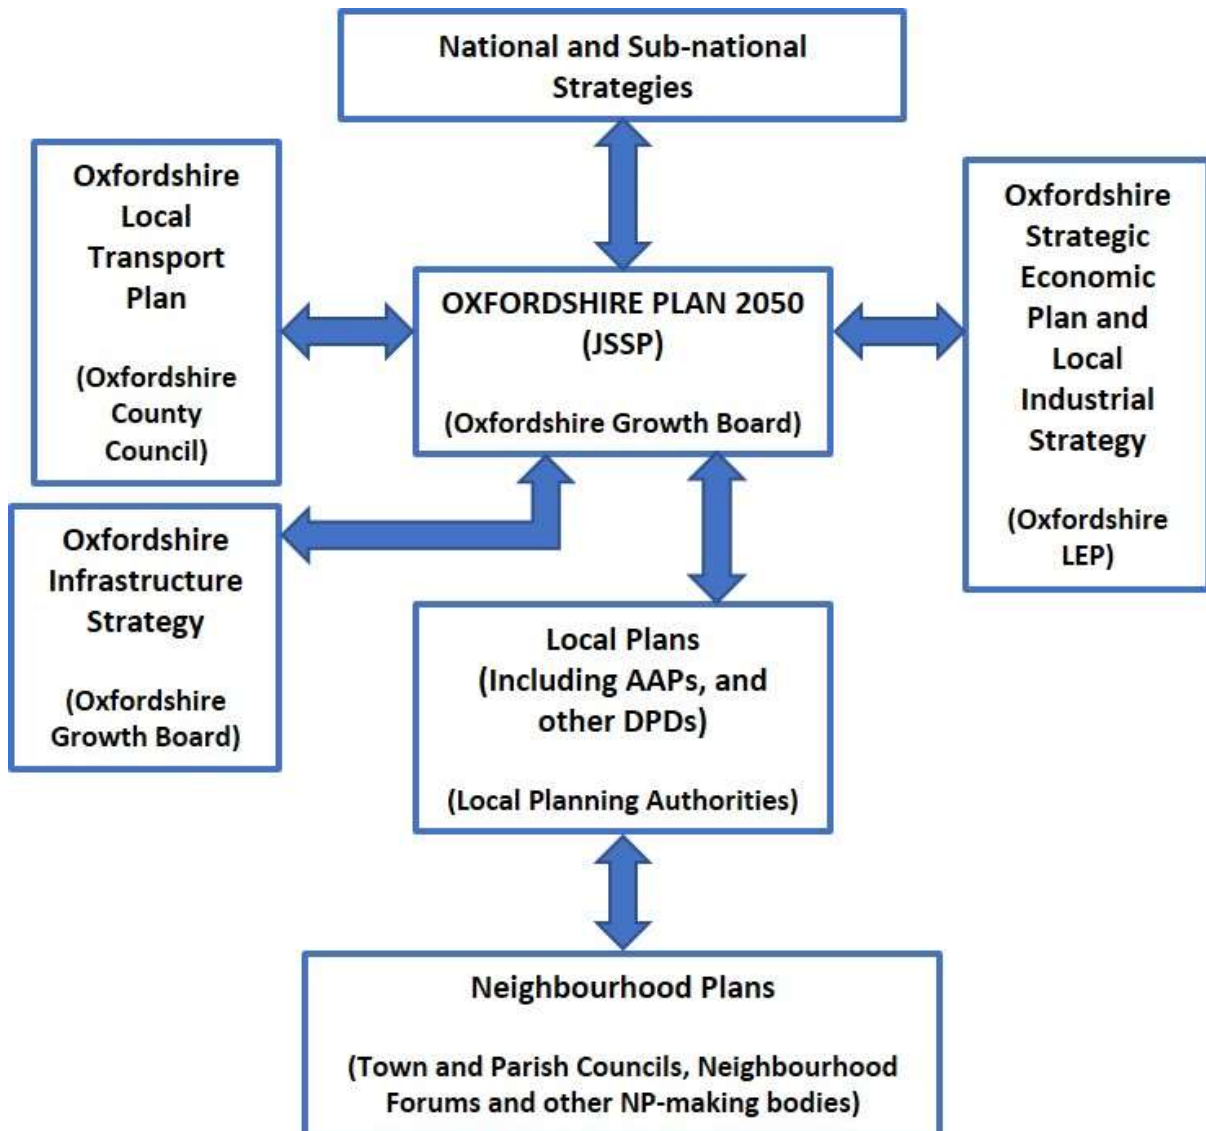 National and Sub-national
Strategies
Oxfordshire
Local
Transport
Plan
(Oxfordshire
County
Council)
OXFORDSHIRE PLAN 2050
(JSSP)
(Oxfordshire Growth Board)
Oxfordshire
Strategic
Economic
Plan and
Local
Industrial
Strategy
(Oxfordshire
LEP)
Oxfordshire
Infrastructure
Strategy
(Oxfordshire
Growth Board)
Local Plans
(Including AAPs, and
other DPDs)
(Local Planning Authorities)
Neighbourhood Plans
(Town and Parish Councils, Neighbourhood
Forums and other NP-making bodies)